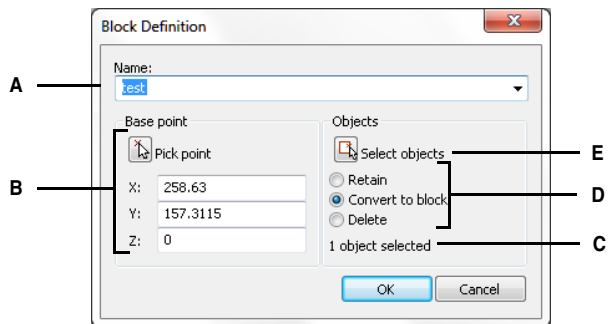 Block Definition
Name:
A
test
Base point
Objects
Pick point
Select objects
E
B
X: 258.63
Y: 157.3115
Z: 0
Retain
Convert to block
Delete
D
1 object selected
C
OK
Cancel